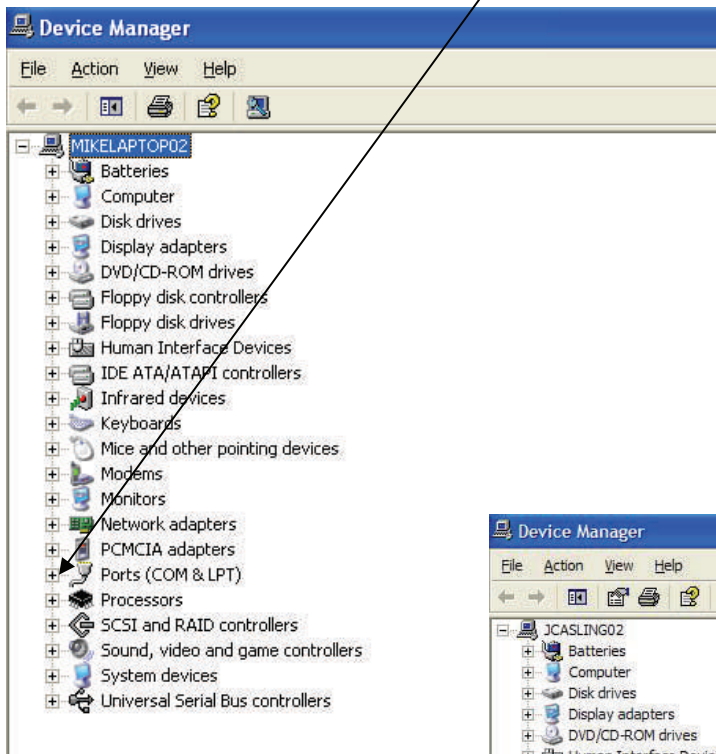 Device Manager
File Action View Help
MIKELAPTOP02
Batteries
Computer
Disk drives
Display adapters
DVD/CD-ROM drives
Floppy disk controllers
Floppy disk drives
Human Interface Devices
IDE ATA/ATAPI controllers
Infrared devices
Keyboards
Mice and other pointing devices
Modems
Monitors
Network adapters
PCMCIA adapters
Ports (COM & LPT)
Processors
SCSI and RAID controllers
Sound, video and game controllers
System devices
Universal Serial Bus controllers
Device Manager
File Action View Help
JCASLING02
Batteries
Computer
Disk drives
Display adapters
DVD/CD-ROM drives
Human Interface